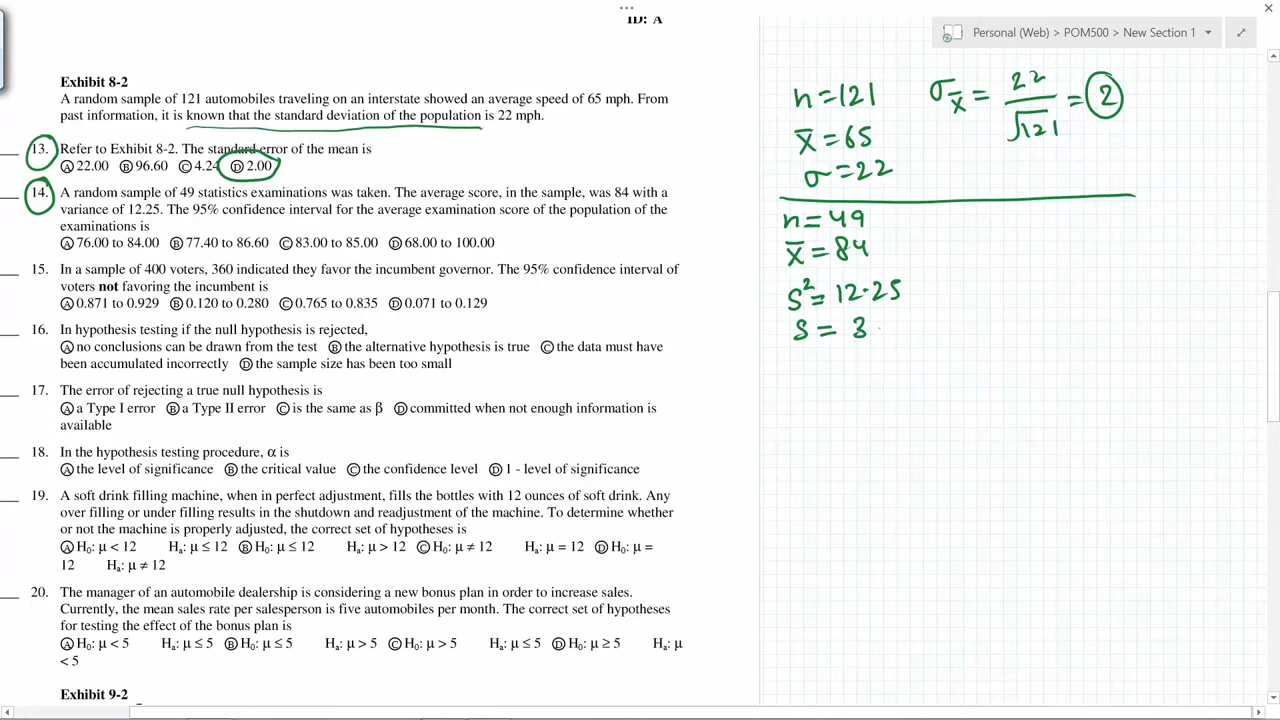 ID: A
Personal (Web) > POM500 > New Section 1
Exhibit 8-2
A random sample of 121 automobiles traveling on an interstate showed an average speed of 65 mph. From
past information, it is known that the standard deviation of the population is 22 mph.
13. Refer to Exhibit 8-2. The standard error of the mean is
Ⓐ 22.00 Ⓑ 96.60 Ⓒ 4.24 Ⓓ 2.00
14. A random sample of 49 statistics examinations was taken. The average score, in the sample, was 84 with a
variance of 12.25. The 95% confidence interval for the average examination score of the population of the
examinations is
Ⓐ 76.00 to 84.00 Ⓑ 77.40 to 86.60 Ⓒ 83.00 to 85.00 Ⓓ 68.00 to 100.00
15. In a sample of 400 voters, 360 indicated they favor the incumbent governor. The 95% confidence interval of
voters not favoring the incumbent is
Ⓐ 0.871 to 0.929 Ⓑ 0.120 to 0.280 Ⓒ 0.765 to 0.835 Ⓓ 0.071 to 0.129
16. In hypothesis testing if the null hypothesis is rejected,
Ⓐ no conclusions can be drawn from the test Ⓑ the alternative hypothesis is true Ⓒ the data must have
been accumulated incorrectly Ⓓ the sample size has been too small
17. The error of rejecting a true null hypothesis is
Ⓐ a Type I error Ⓑ a Type II error Ⓒ is the same as β Ⓓ committed when not enough information is
available
18. In the hypothesis testing procedure, α is
Ⓐ the level of significance Ⓑ the critical value Ⓒ the confidence level Ⓓ 1 - level of significance
19. A soft drink filling machine, when in perfect adjustment, fills the bottles with 12 ounces of soft drink. Any
over filling or under filling results in the shutdown and readjustment of the machine. To determine whether
or not the machine is properly adjusted, the correct set of hypotheses is
Ⓐ H₀: μ < 12 Hₐ: μ ≤ 12 Ⓑ H₀: μ ≤ 12 Hₐ: μ > 12 Ⓒ H₀: μ ≠ 12 Hₐ: μ = 12 Ⓓ H₀: μ =
12 Hₐ: μ ≠ 12
20. The manager of an automobile dealership is considering a new bonus plan in order to increase sales.
Currently, the mean sales rate per salesperson is five automobiles per month. The correct set of hypotheses
for testing the effect of the bonus plan is
Ⓐ H₀: μ < 5 Hₐ: μ ≤ 5 Ⓑ H₀: μ ≤ 5 Hₐ: μ > 5 Ⓒ H₀: μ > 5 Hₐ: μ ≤ 5 Ⓓ H₀: μ ≥ 5 Hₐ: μ
< 5
Exhibit 9-2
n = 121
x̄ = 65
σ = 22
σx̄ = 22/√121 = 2
n = 49
x̄ = 84
S² = 12.25
S = 3